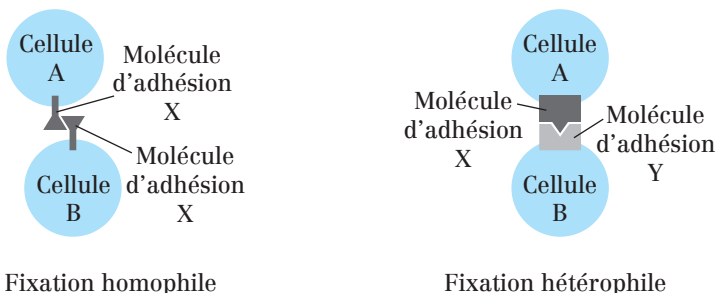 Cellule
A
Molécule
d'adhésion
X
Molécule
d'adhésion
X
Cellule
B
Fixation homophile
Cellule
A
Molécule
d'adhésion
X
Molécule
d'adhésion
Y
Cellule
B
Fixation hétérophile